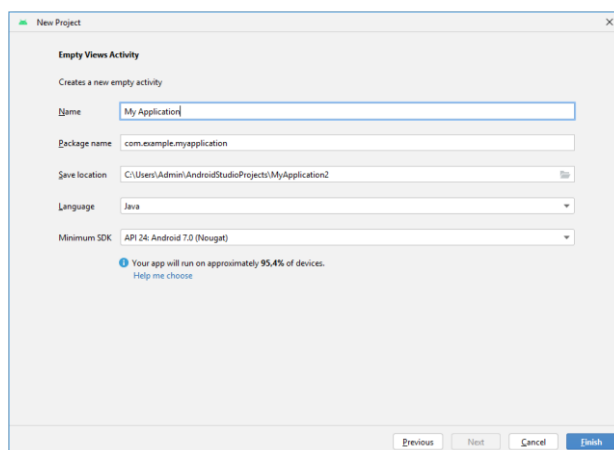 New Project
Empty Views Activity
Creates a new empty activity
Name My Application
Package name com.example.myapplication
Save location C:\Users\Admin\AndroidStudioProjects\MyApplication2
Language Java
Minimum SDK API 24: Android 7.0 (Nougat)
Your app will run on approximately 95,4% of devices.
Help me choose
Previous Next Cancel Finish